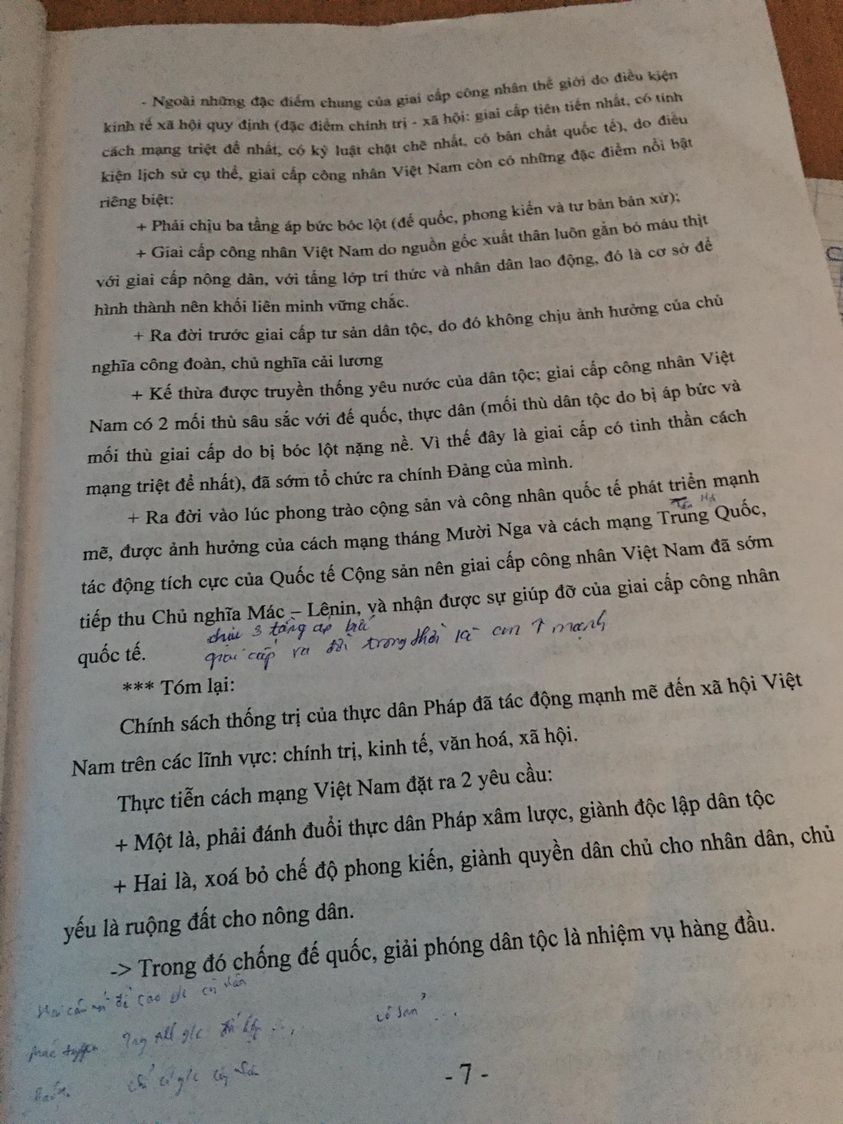 - Ngoài những đặc điểm chung của giai cấp công nhân thế giới do điều kiện
kinh tế xã hội quy định (đặc điểm chính trị - xã hội: giai cấp tiên tiến nhất, có tính
cách mạng triệt để nhất, có kỷ luật chặt chẽ nhất, có bản chất quốc tế), do điều
kiện lịch sử cụ thể, giai cấp công nhân Việt Nam còn có những đặc điểm nổi bật
riêng biệt:
+ Phải chịu ba tầng áp bức bóc lột (đế quốc, phong kiến và tư bản bản xứ);
+ Giai cấp công nhân Việt Nam do nguồn gốc xuất thân luôn gắn bó máu thịt
với giai cấp nông dân, với tầng lớp trí thức và nhân dân lao động, đó là cơ sở để
hình thành nên khối liên minh vững chắc.
+ Ra đời trước giai cấp tư sản dân tộc, do đó không chịu ảnh hưởng của chủ
nghĩa công đoàn, chủ nghĩa cải lương
+ Kế thừa được truyền thống yêu nước của dân tộc; giai cấp công nhân Việt
Nam có 2 mối thù sâu sắc với đế quốc, thực dân (mối thù dân tộc do bị áp bức và
mối thù giai cấp do bị bóc lột nặng nề. Vì thế đây là giai cấp có tinh thần cách
mạng triệt để nhất), đã sớm tổ chức ra chính Đảng của mình.
+ Ra đời vào lúc phong trào cộng sản và công nhân quốc tế phát triển mạnh
mẽ, được ảnh hưởng của cách mạng tháng Mười Nga và cách mạng Trung Quốc,
tác động tích cực của Quốc tế Cộng sản nên giai cấp công nhân Việt Nam đã sớm
tiếp thu Chủ nghĩa Mác – Lênin, và nhận được sự giúp đỡ của giai cấp công nhân
quốc tế.
chịu 3 tầng áp bức
giai cấp ra đời trong thời kì cm ↑ mạnh
*** Tóm lại:
Chính sách thống trị của thực dân Pháp đã tác động mạnh mẽ đến xã hội Việt
Nam trên các lĩnh vực: chính trị, kinh tế, văn hoá, xã hội.
Thực tiễn cách mạng Việt Nam đặt ra 2 yêu cầu:
+ Một là, phải đánh đuổi thực dân Pháp xâm lược, giành độc lập dân tộc
+ Hai là, xoá bỏ chế độ phong kiến, giành quyền dân chủ cho nhân dân, chủ
yếu là ruộng đất cho nông dân.
-> Trong đó chống đế quốc, giải phóng dân tộc là nhiệm vụ hàng đầu.
- 7 -